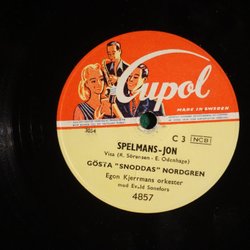 Cupol
MADE IN SWEDEN
C 3 NCB
SPELMANS-JON
Visa (R. Sörensen - E. Odenhage)
GÖSTA "SNODDAS" NORDGREN
Egon Kjerrmans orkester
med Evald Sonefors
4857